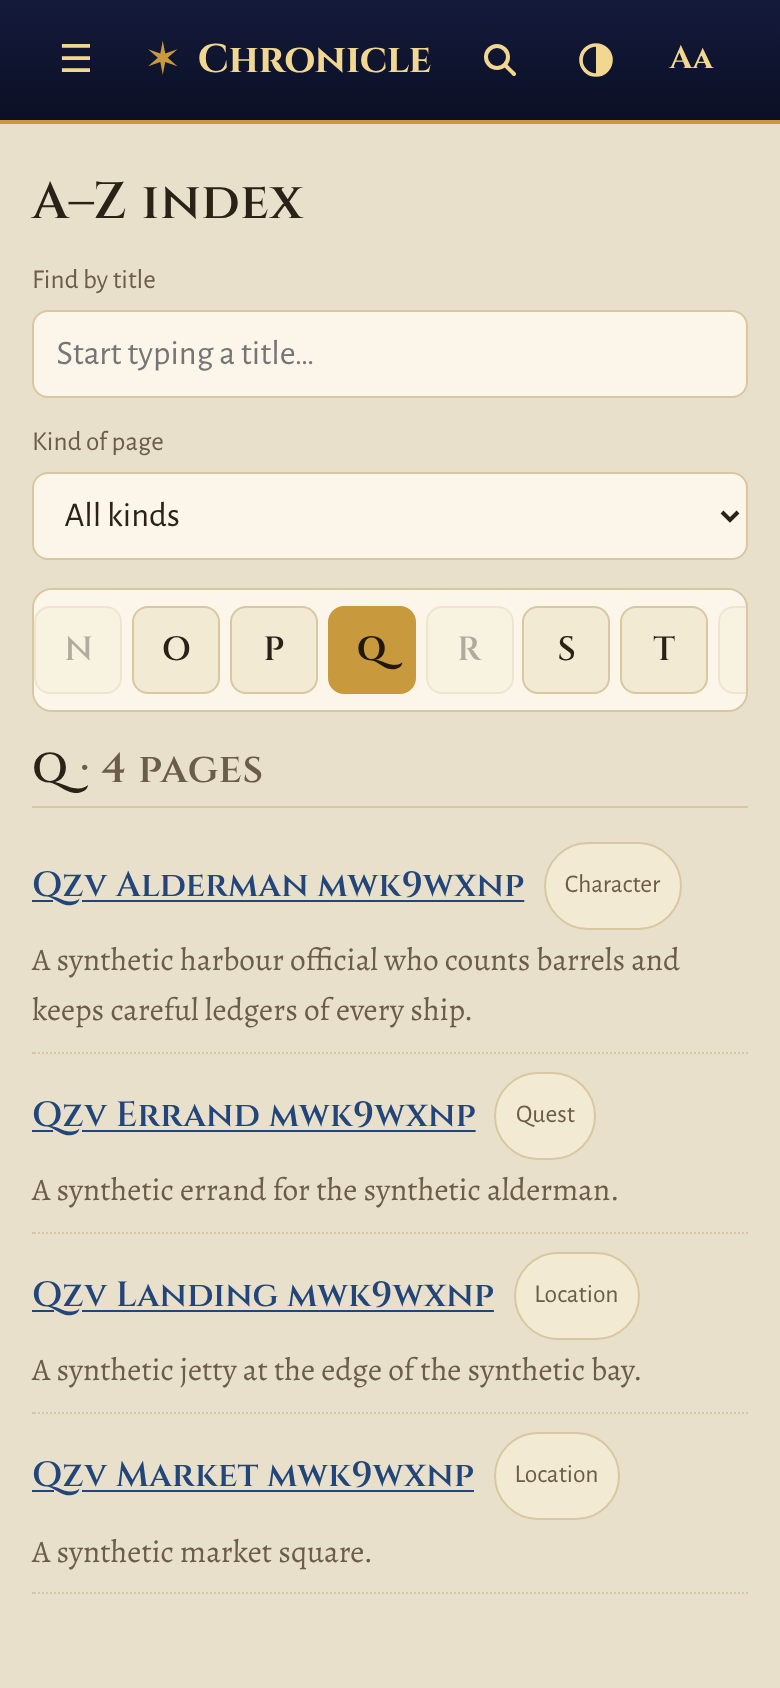 ☰ ✶ Chronicle Aa
A–Z index
Find by title
Start typing a title…
Kind of page
All kinds
N O P Q R S T
Q · 4 pages
Qzv Alderman mwk9wxnp Character
A synthetic harbour official who counts barrels and
keeps careful ledgers of every ship.
Qzv Errand mwk9wxnp Quest
A synthetic errand for the synthetic alderman.
Qzv Landing mwk9wxnp Location
A synthetic jetty at the edge of the synthetic bay.
Qzv Market mwk9wxnp Location
A synthetic market square.